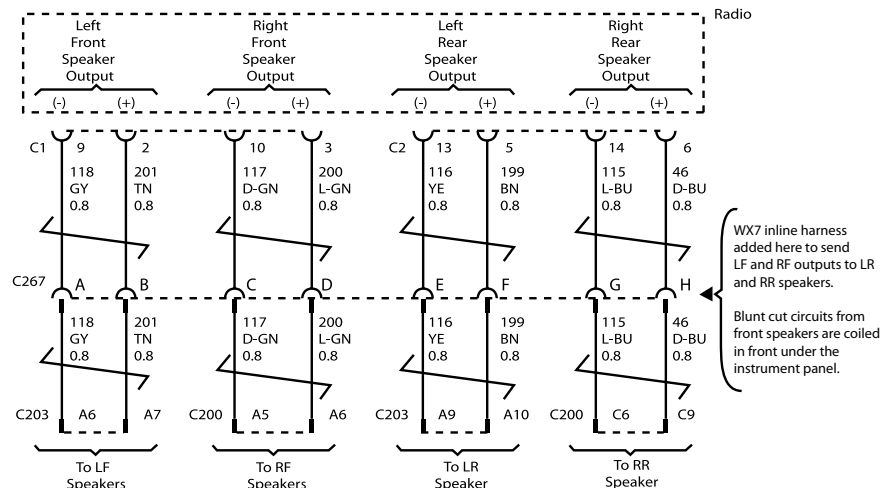 Radio
Left Front Speaker Output
Right Front Speaker Output
Left Rear Speaker Output
Right Rear Speaker Output
(-) (+) (-) (+) (-) (+) (-) (+)
C1 9 2 10 3 C2 13 5 14 6
118 GY 0.8
201 TN 0.8
117 D-GN 0.8
200 L-GN 0.8
116 YE 0.8
199 BN 0.8
115 L-BU 0.8
46 D-BU 0.8
WX7 inline harness
added here to send
LF and RF outputs to LR
and RR speakers.
Blunt cut circuits from
front speakers are coiled
in front under the
instrument panel.
C267 A B C D E F G H
118 GY 0.8
201 TN 0.8
117 D-GN 0.8
200 L-GN 0.8
116 YE 0.8
199 BN 0.8
115 L-BU 0.8
46 D-BU 0.8
C203 A6 A7 C200 A5 A6 C203 A9 A10 C200 C6 C9
To LF Speakers
To RF Speakers
To LR Speaker
To RR Speaker